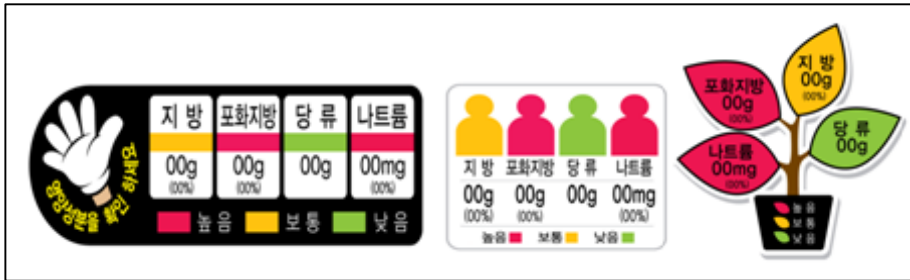 영양성분을 확인 하세요
지방 포화지방 당류 나트륨
00g 00g 00g 00mg
(00%) (00%) (00%)
높음 보통 낮음
지방 포화지방 당류 나트륨
00g 00g 00g 00mg
(00%) (00%) (00%)
높음 보통 낮음
지방
00g
(00%)
포화지방
00g
(00%)
당류
00g
나트륨
00mg
(00%)
높음
보통
낮음